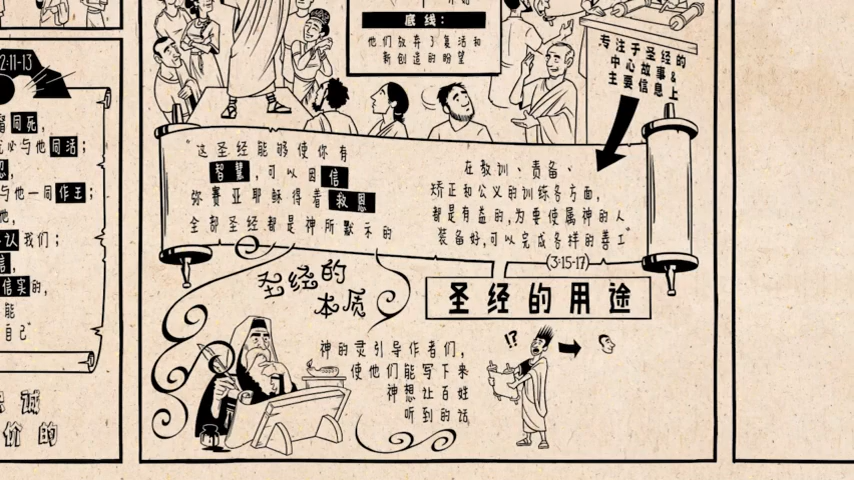 底线：
他们放弃了复活和
新创造的盼望
专注于圣经的
中心故事&
主要信息上
2:11-13
同死，
必与他同活；
与他一同作王；
我们；
信实的，
能
自己"
诚
价的
"这圣经能够使你有
智慧，可以因信
弥赛亚耶稣得着救恩
全部圣经都是神所默示的
在教训、责备、
矫正和公义的训练各方面，
都是有益的，为要使属神的人
装备好，可以完成各样的善工"
(3:15-17)
圣经的
本质
圣经的用途
神的灵引导作者们，
使他们能写下来
神想让百姓
听到的话
!?